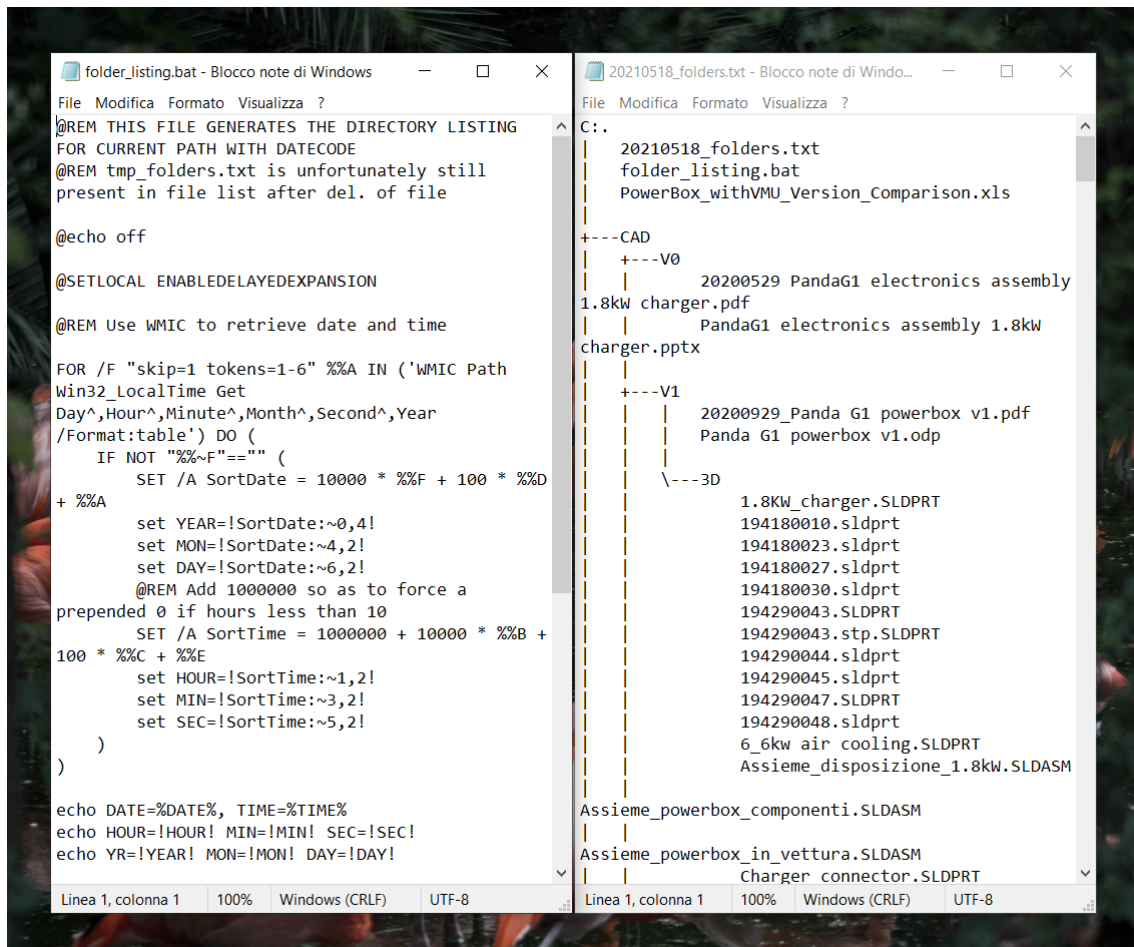 folder_listing.bat - Blocco note di Windows
File Modifica Formato Visualizza ?
@REM THIS FILE GENERATES THE DIRECTORY LISTING
FOR CURRENT PATH WITH DATECODE
@REM tmp_folders.txt is unfortunately still
present in file list after del. of file
@echo off
@SETLOCAL ENABLEDELAYEDEXPANSION
@REM Use WMIC to retrieve date and time
FOR /F "skip=1 tokens=1-6" %%A IN ('WMIC Path
Win32_LocalTime Get
Day^,Hour^,Minute^,Month^,Second^,Year
/Format:table') DO (
    IF NOT "%%~F"=="" (
        SET /A SortDate = 10000 * %%F + 100 * %%D
+ %%A
        set YEAR=!SortDate:~0,4!
        set MON=!SortDate:~4,2!
        set DAY=!SortDate:~6,2!
        @REM Add 1000000 so as to force a
prepended 0 if hours less than 10
        SET /A SortTime = 1000000 + 10000 * %%B +
100 * %%C + %%E
        set HOUR=!SortTime:~1,2!
        set MIN=!SortTime:~3,2!
        set SEC=!SortTime:~5,2!
    )
)
echo DATE=%DATE%, TIME=%TIME%
echo HOUR=!HOUR! MIN=!MIN! SEC=!SEC!
echo YR=!YEAR! MON=!MON! DAY=!DAY!
Linea 1, colonna 1 100% Windows (CRLF) UTF-8
20210518_folders.txt - Blocco note di Windo...
File Modifica Formato Visualizza ?
C:.
|   20210518_folders.txt
|   folder_listing.bat
|   PowerBox_withVMU_Version_Comparison.xls
|
+---CAD
|   +---V0
|   |       20200529 PandaG1 electronics assembly
1.8kW charger.pdf
|   |       PandaG1 electronics assembly 1.8kW
charger.pptx
|   |
|   +---V1
|   |   |   20200929_Panda G1 powerbox v1.pdf
|   |   |   Panda G1 powerbox v1.odp
|   |   |
|   |   \---3D
|   |           1.8KW_charger.SLDPRT
|   |           194180010.sldprt
|   |           194180023.sldprt
|   |           194180027.sldprt
|   |           194180030.sldprt
|   |           194290043.SLDPRT
|   |           194290043.stp.SLDPRT
|   |           194290044.sldprt
|   |           194290045.sldprt
|   |           194290047.SLDPRT
|   |           194290048.sldprt
|   |           6_6kw air cooling.SLDPRT
|   |           Assieme_disposizione_1.8kW.SLDASM
|   |
Assieme_powerbox_componenti.SLDASM
|   |
Assieme_powerbox_in_vettura.SLDASM
|   |           Charger connector.SLDPRT
Linea 1, colonna 1 100% Windows (CRLF) UTF-8